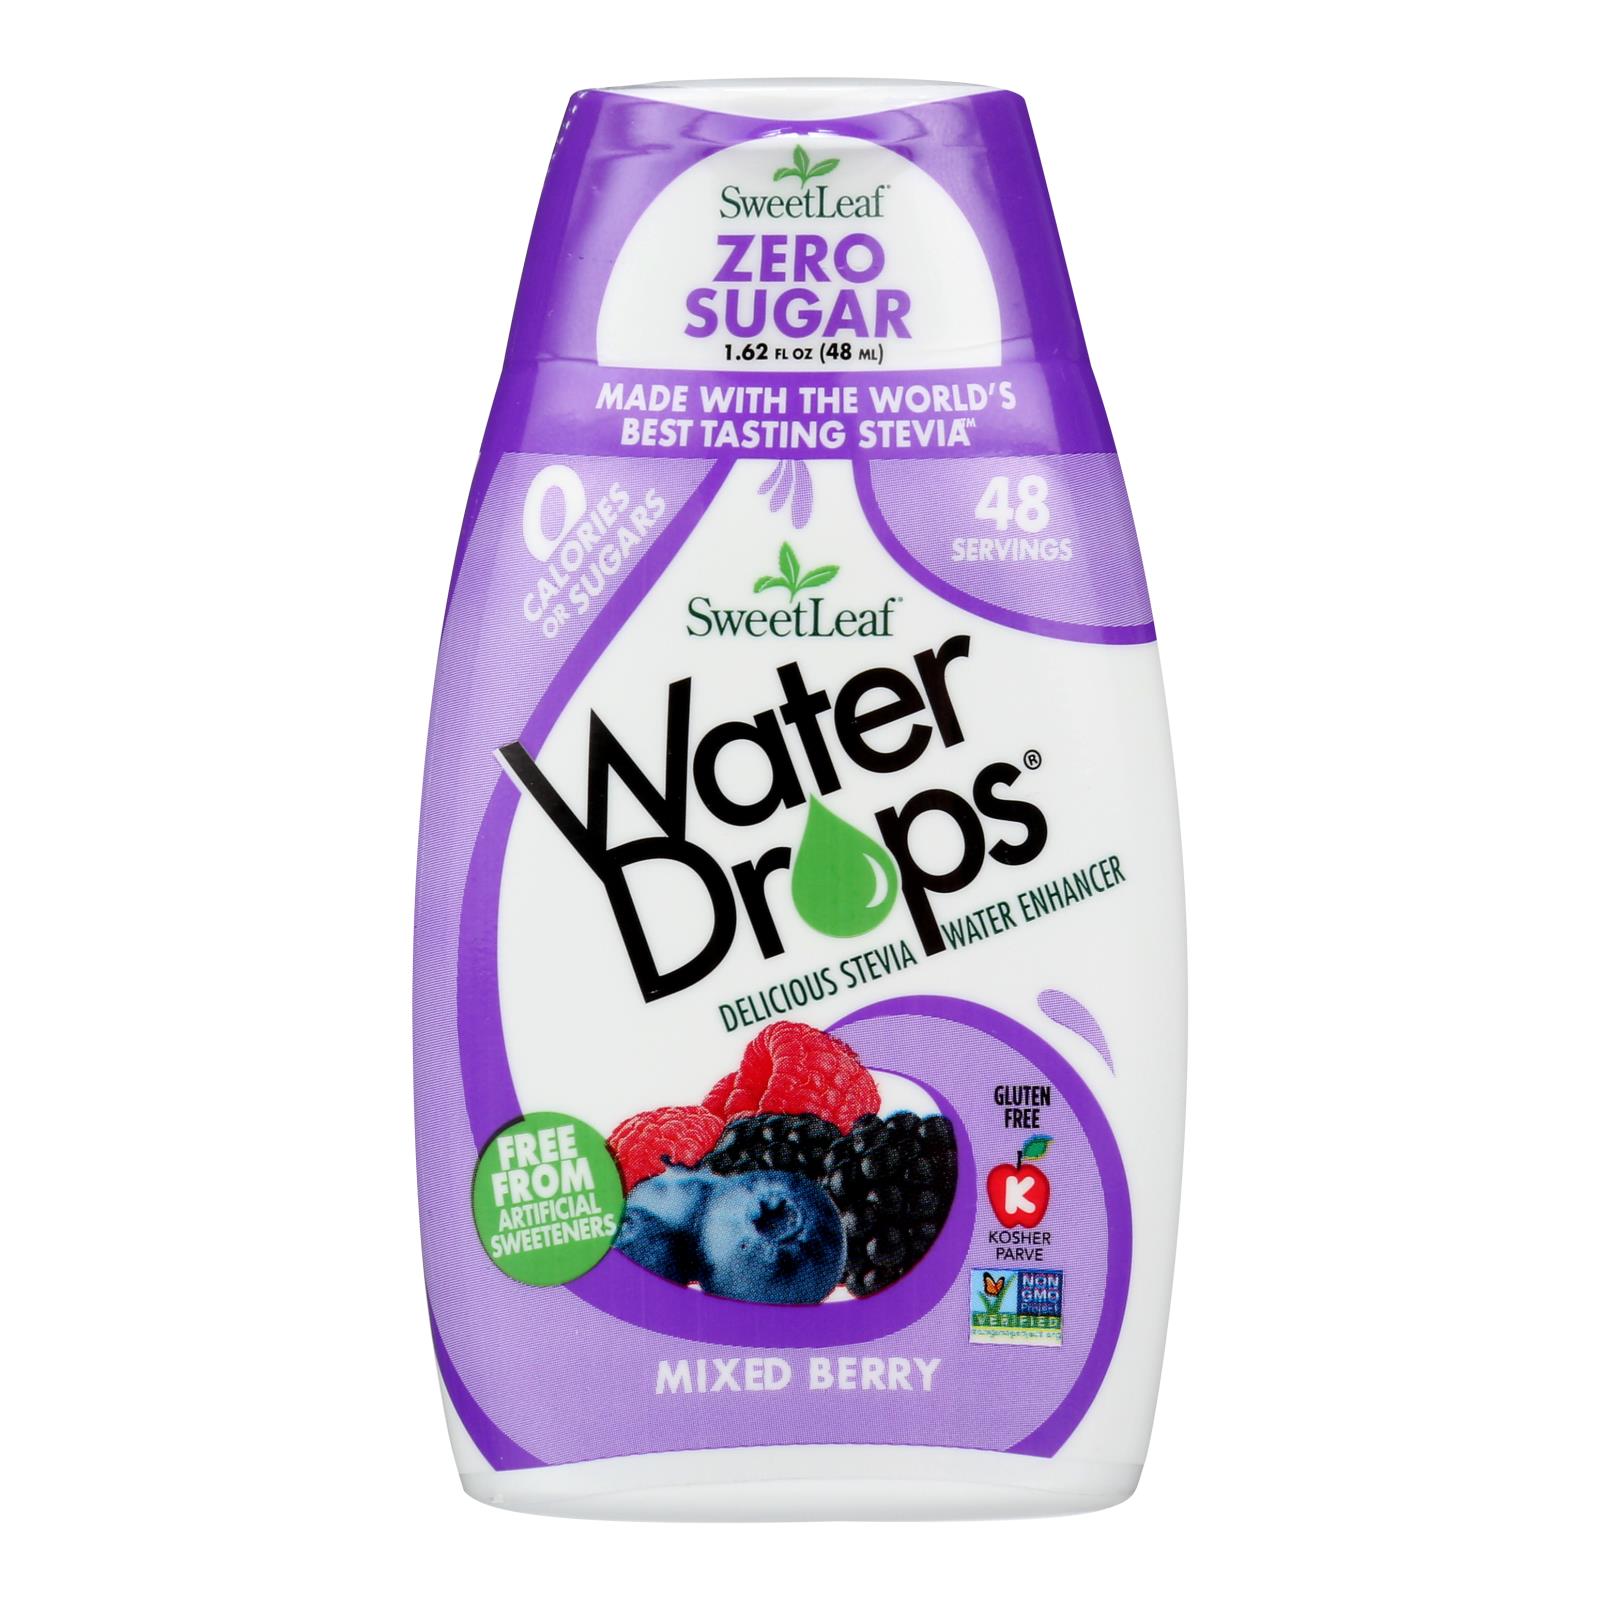 SweetLeaf®
ZERO
SUGAR
1.62 FL OZ (48 ML)
MADE WITH THE WORLD'S
BEST TASTING STEVIA™
0
CALORIES
OR SUGARS
48
SERVINGS
SweetLeaf®
Water
Drops®
DELICIOUS STEVIA WATER ENHANCER
GLUTEN
FREE
K
KOSHER
PARVE
FREE
FROM
ARTIFICIAL
SWEETENERS
NON
GMO
Project
VERIFIED
MIXED BERRY